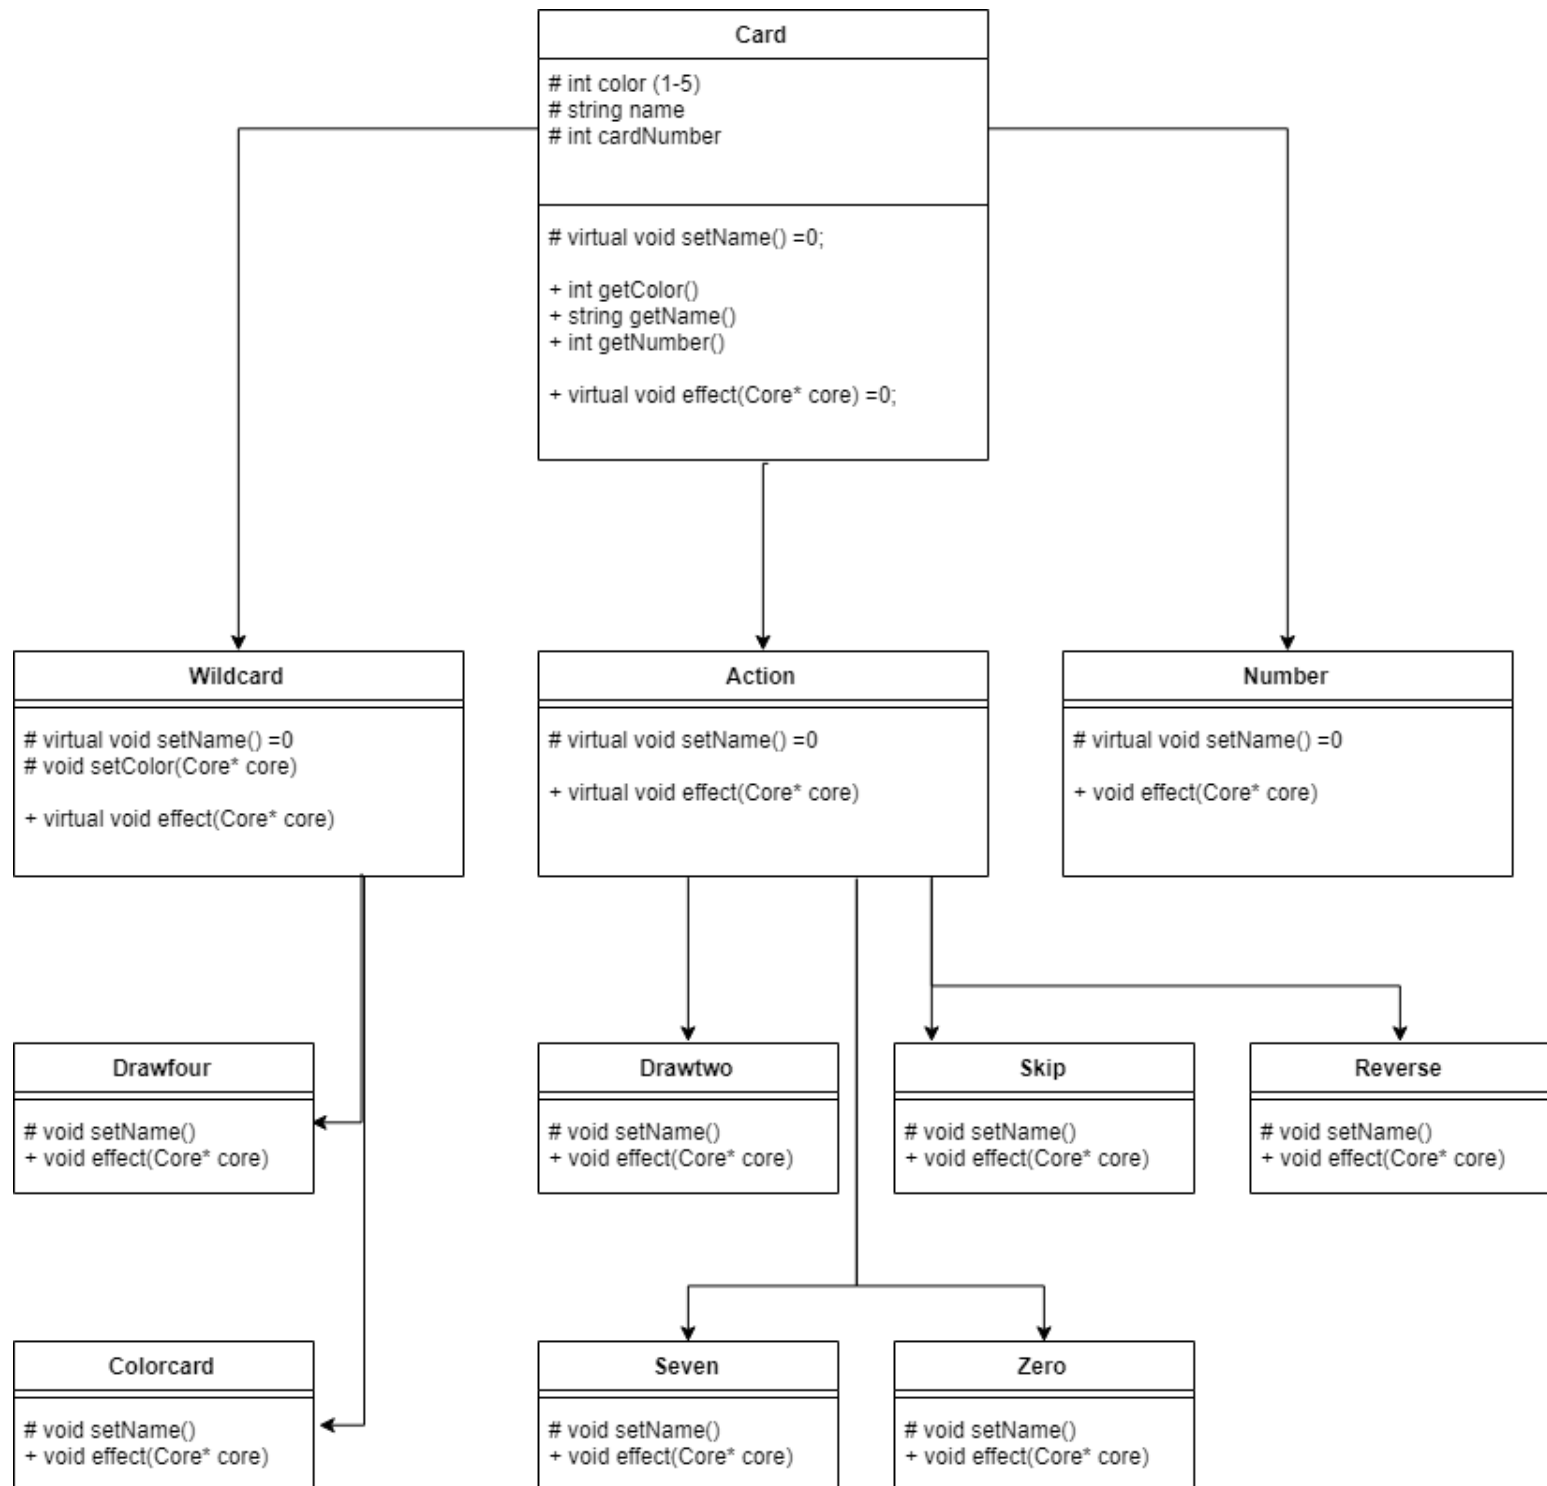 Card
# int color (1-5)
# string name
# int cardNumber
# virtual void setName() =0;
+ int getColor()
+ string getName()
+ int getNumber()
+ virtual void effect(Core* core) =0;
Wildcard
# virtual void setName() =0
# void setColor(Core* core)
+ virtual void effect(Core* core)
Action
# virtual void setName() =0
+ virtual void effect(Core* core)
Number
# virtual void setName() =0
+ void effect(Core* core)
Drawfour
# void setName()
+ void effect(Core* core)
Drawtwo
# void setName()
+ void effect(Core* core)
Skip
# void setName()
+ void effect(Core* core)
Reverse
# void setName()
+ void effect(Core* core)
Colorcard
# void setName()
+ void effect(Core* core)
Seven
# void setName()
+ void effect(Core* core)
Zero
# void setName()
+ void effect(Core* core)